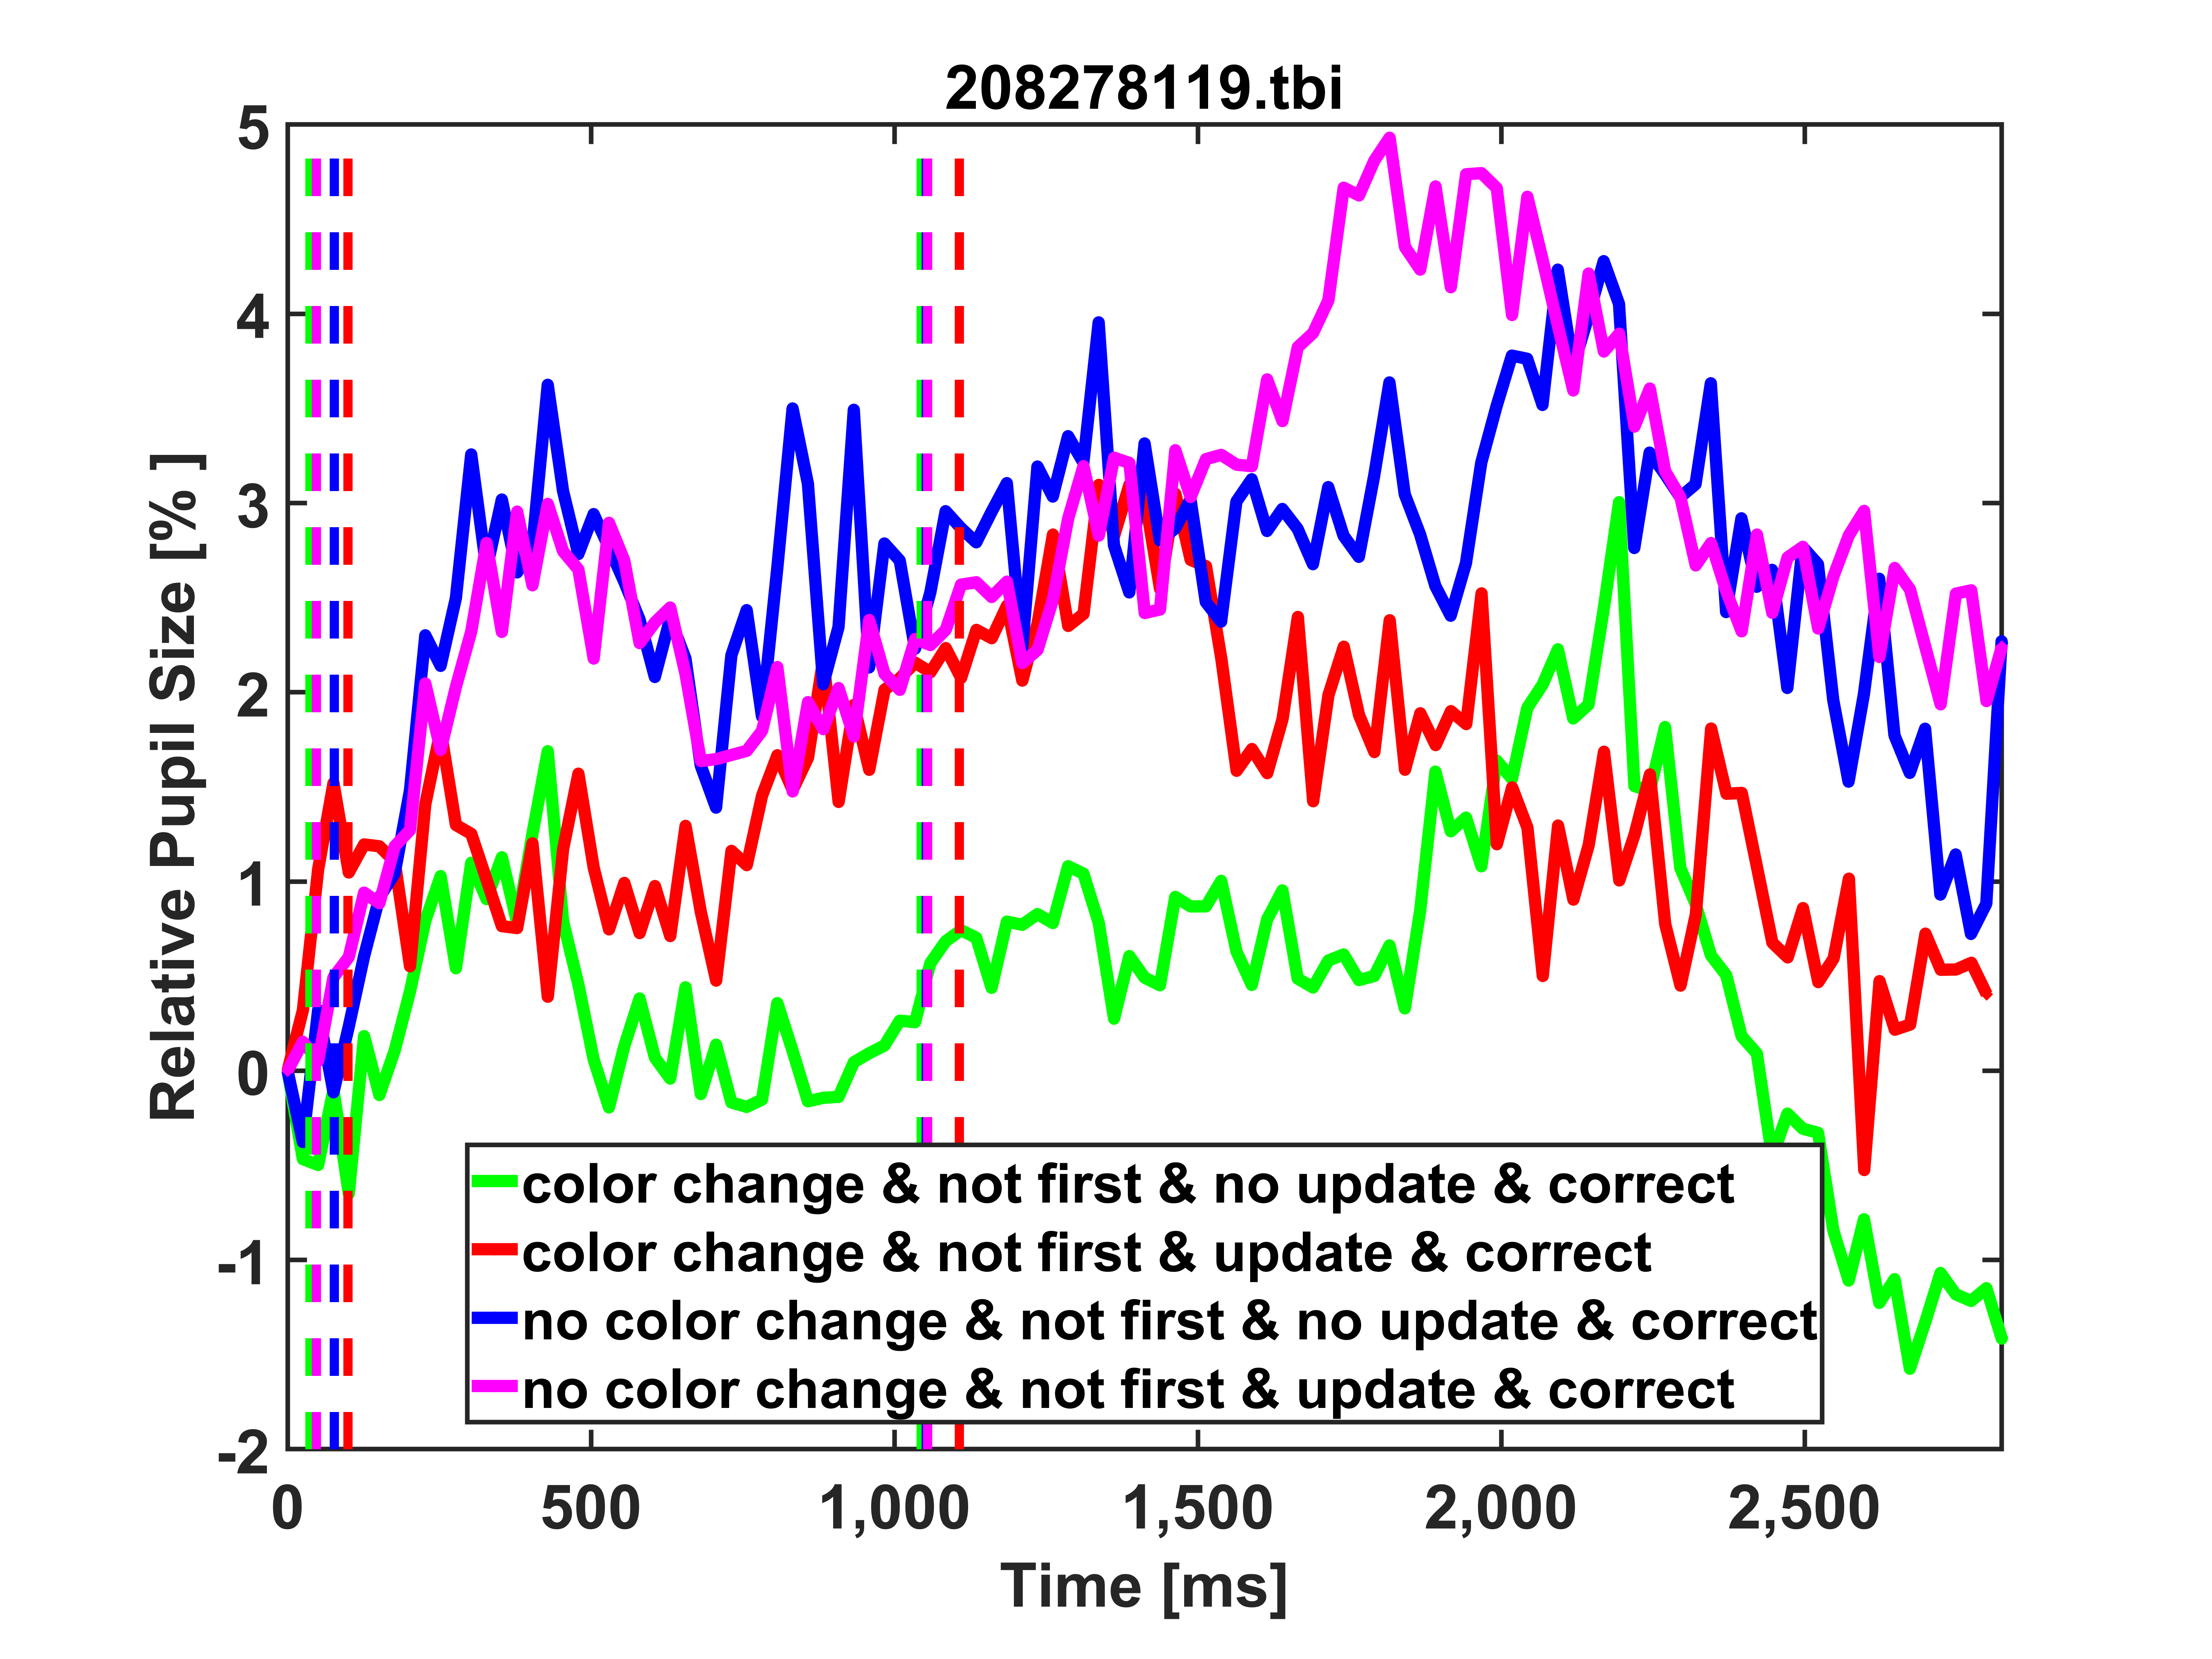 208278119.tbi
5
4
3
2
1
0
-1
-2
Relative Pupil Size [% ]
color change & not first & no update & correct
color change & not first & update & correct
no color change & not first & no update & correct
no color change & not first & update & correct
0 500 1,000 1,500 2,000 2,500
Time [ms]